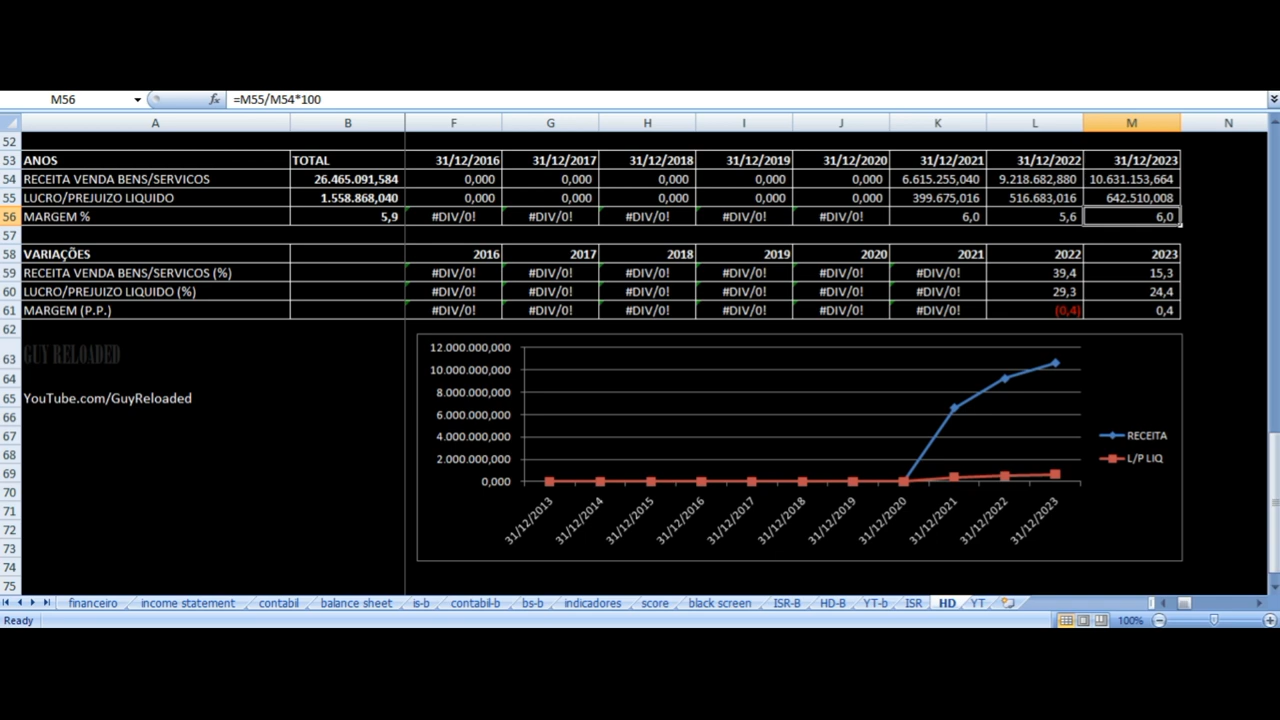 M56 fx =M55/M54*100
A B F G H I J K L M N
52
53 ANOS TOTAL 31/12/2016 31/12/2017 31/12/2018 31/12/2019 31/12/2020 31/12/2021 31/12/2022 31/12/2023
54 RECEITA VENDA BENS/SERVICOS 26.465.091,584 0,000 0,000 0,000 0,000 0,000 6.615.255,040 9.218.682,880 10.631.153,664
55 LUCRO/PREJUIZO LIQUIDO 1.558.868,040 0,000 0,000 0,000 0,000 0,000 399.675,016 516.683,016 642.510,008
56 MARGEM % 5,9 #DIV/0! #DIV/0! #DIV/0! #DIV/0! #DIV/0! 6,0 5,6 6,0
57
58 VARIAÇÕES 2016 2017 2018 2019 2020 2021 2022 2023
59 RECEITA VENDA BENS/SERVICOS (%) #DIV/0! #DIV/0! #DIV/0! #DIV/0! #DIV/0! #DIV/0! 39,4 15,3
60 LUCRO/PREJUIZO LIQUIDO (%) #DIV/0! #DIV/0! #DIV/0! #DIV/0! #DIV/0! #DIV/0! 29,3 24,4
61 MARGEM (P.P.) #DIV/0! #DIV/0! #DIV/0! #DIV/0! #DIV/0! #DIV/0! (0,4) 0,4
62
63 GUY RELOADED
64
65 YouTube.com/GuyReloaded
66
67
68
69
70
71
72
73
74
75
12.000.000,000
10.000.000,000
8.000.000,000
6.000.000,000
4.000.000,000
2.000.000,000
0,000
31/12/2013 31/12/2014 31/12/2015 31/12/2016 31/12/2017 31/12/2018 31/12/2019 31/12/2020 31/12/2021 31/12/2022 31/12/2023
RECEITA
L/P LIQ
financeiro income statement contabil balance sheet is-b contabil-b bs-b indicadores score black screen ISR-B HD-B YT-b ISR HD YT
Ready 100%